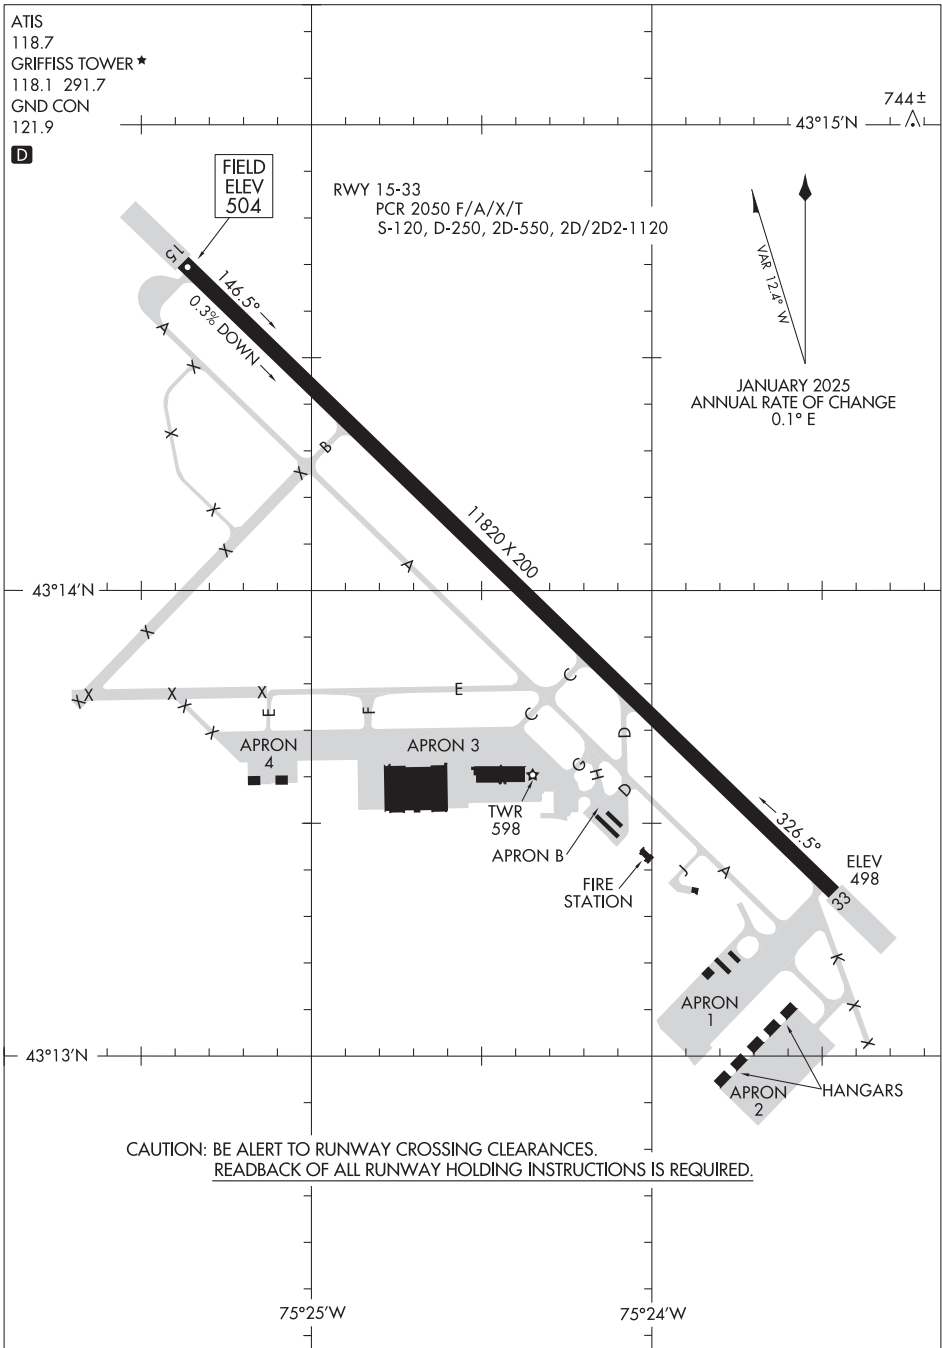 ATIS
118.7
GRIFFISS TOWER ★
118.1 291.7
GND CON
121.9
D
744±
43°15'N
FIELD
ELEV
504
RWY 15-33
PCR 2050 F/A/X/T
S-120, D-250, 2D-550, 2D/2D2-1120
VAR 12.4° W
JANUARY 2025
ANNUAL RATE OF CHANGE
0.1° E
15
146.5°
0.3% DOWN
A
X
X
B
X
X
X
11820 X 200
A
43°14'N
X
X
X
X
X
X
X
E
C
E
F
C
D
APRON
4
APRON 3
G
H
D
TWR
598
APRON B
326.5°
FIRE
STATION
J
A
ELEV
498
33
K
APRON
1
X
X
43°13'N
APRON
2
HANGARS
CAUTION: BE ALERT TO RUNWAY CROSSING CLEARANCES.
READBACK OF ALL RUNWAY HOLDING INSTRUCTIONS IS REQUIRED.
75°25'W
75°24'W